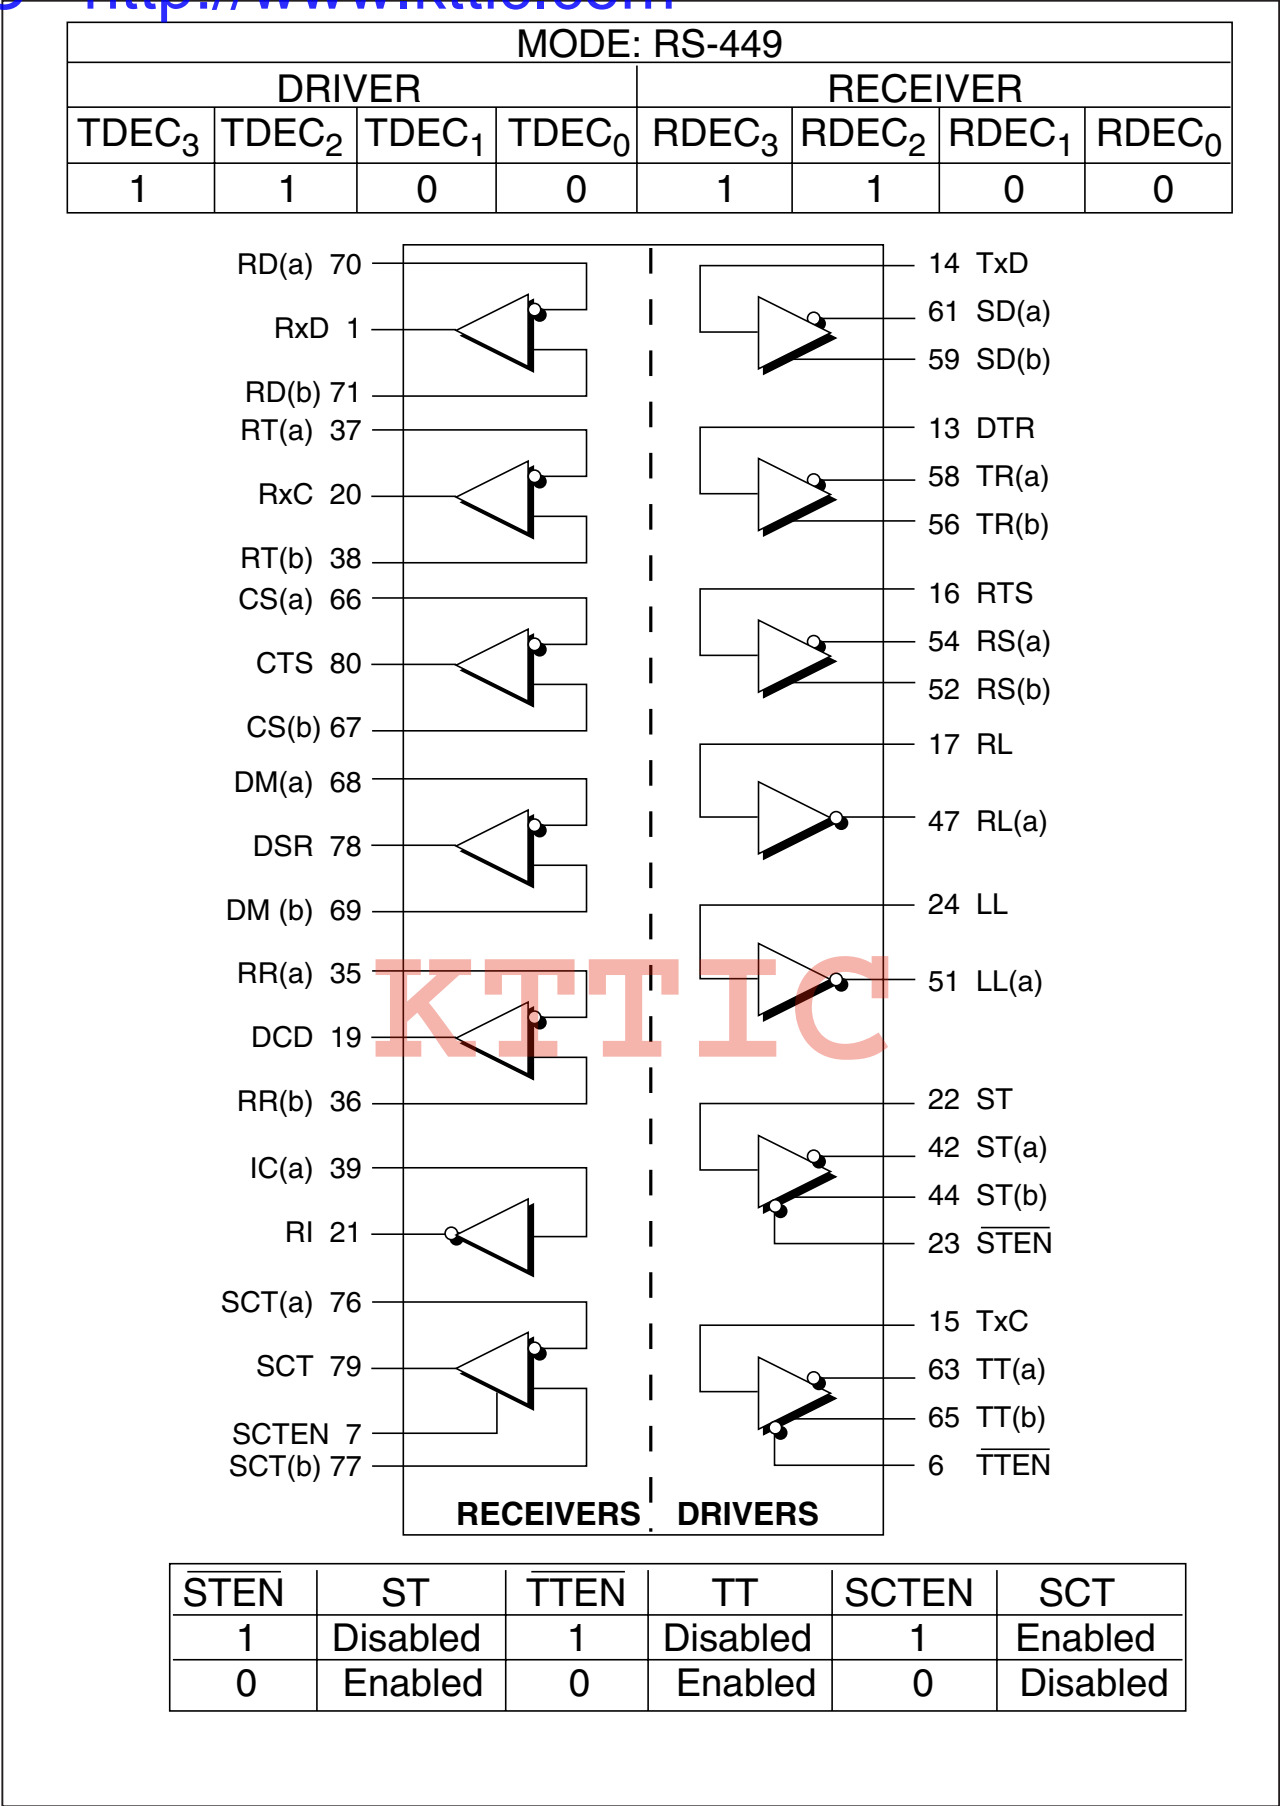 http://www.kttic.com
MODE: RS-449
DRIVER RECEIVER
TDEC3 TDEC2 TDEC1 TDEC0 RDEC3 RDEC2 RDEC1 RDEC0
1 1 0 0 1 1 0 0
RD(a) 70
RxD 1
RD(b) 71
RT(a) 37
RxC 20
RT(b) 38
CS(a) 66
CTS 80
CS(b) 67
DM(a) 68
DSR 78
DM (b) 69
RR(a) 35
DCD 19
RR(b) 36
IC(a) 39
RI 21
SCT(a) 76
SCT 79
SCTEN 7
SCT(b) 77
14 TxD
61 SD(a)
59 SD(b)
13 DTR
58 TR(a)
56 TR(b)
16 RTS
54 RS(a)
52 RS(b)
17 RL
47 RL(a)
24 LL
51 LL(a)
22 ST
42 ST(a)
44 ST(b)
23 S̅T̅E̅N̅
15 TxC
63 TT(a)
65 TT(b)
6 T̅T̅E̅N̅
KTTIC
RECEIVERS DRIVERS
S̅T̅E̅N̅ ST T̅T̅E̅N̅ TT SCTEN SCT
1 Disabled 1 Disabled 1 Enabled
0 Enabled 0 Enabled 0 Disabled